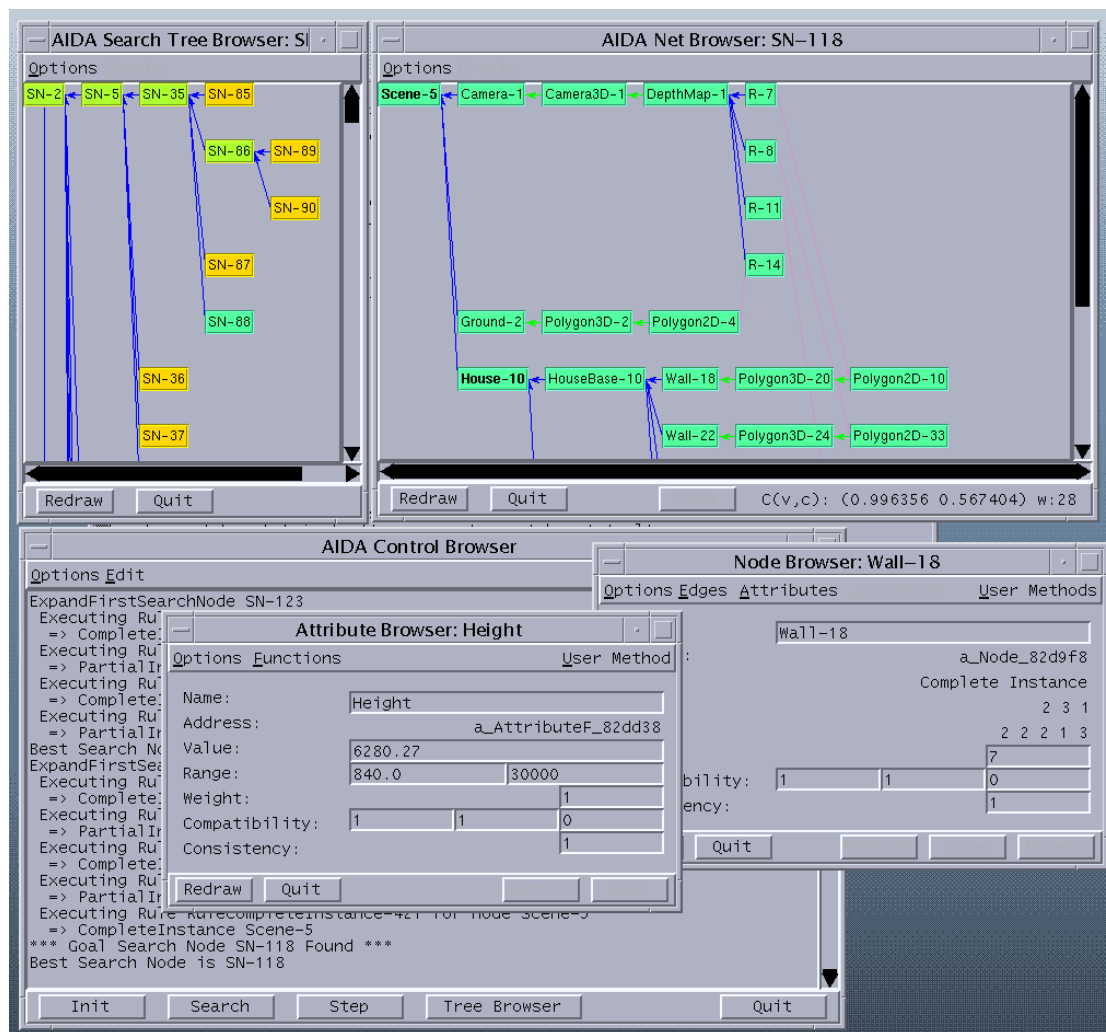 AIDA Search Tree Browser: S
Options
SN-2 SN-5 SN-35 SN-85
SN-86 SN-89
SN-90
SN-87
SN-88
SN-36
SN-37
Redraw Quit
AIDA Net Browser: SN-118
Options
Scene-5 Camera-1 Camera3D-1 DepthMap-1 R-7
R-8
R-11
R-14
Ground-2 Polygon3D-2 Polygon2D-4
House-10 HouseBase-10 Wall-18 Polygon3D-20 Polygon2D-10
Wall-22 Polygon3D-24 Polygon2D-33
Redraw Quit C(v,c): (0.996356 0.567404) w:28
AIDA Control Browser
Options Edit
ExpandFirstSearchNode SN-123
Executing Ru
=> Complete
Executing Ru
=> PartialI
Executing Ru
=> Complete
Executing Ru
=> PartialI
Best Search No
ExpandFirstSea
Executing Ru
=> Complete
Executing Ru
=> PartialI
Executing Ru
=> Complete
Executing Ru
=> PartialI
Executing Rule RuleCompleteInstance-421 for node Scene-5
=> CompleteInstance Scene-5
*** Goal Search Node SN-118 Found ***
Best Search Node is SN-118
Init Search Step Tree Browser Quit
Node Browser: Wall-18
Options Edges Attributes User Methods
: Wall-18
a_Node_82d9f8
Complete Instance
2 3 1
2 2 2 1 3
7
bility: 1 1 0
ency: 1
Quit
Attribute Browser: Height
Options Functions User Method
Name: Height
Address: a_AttributeF_82dd38
Value: 6280.27
Range: 840.0 30000
Weight: 1
Compatibility: 1 1 0
Consistency: 1
Redraw Quit